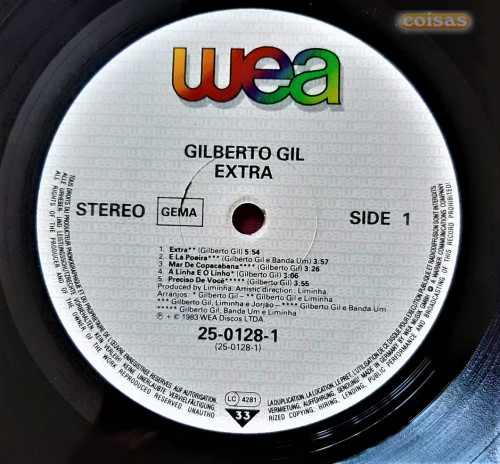 .coisas
wea
GILBERTO GIL
EXTRA
STEREO GEMA SIDE 1
1. Extra** (Gilberto Gil) 5:54
2. E Lá Poeira*** (Gilberto Gil e Banda Um) 3:57
3. Mar De Copacabana**** (Gilberto Gil) 3:26
4. A Linha E O Linho* (Gilberto Gil) 3:06
5. Preciso De Você***** (Gilberto Gil) 3:55
Produced by Liminha: Artistic direction: Liminha
Arranjos: * Gilberto Gil – ** Gilberto Gil e Liminha
*** Gilberto Gil, Liminha e Jorjão – **** Gilberto Gil e Banda Um
***** Gilberto Gil, Banda Um e Liminha
℗ + © 1983 WEA Discos LTDA
25-0128-1
(25-0128-1)
LC 4281
33
ALL RIGHTS OF THE PRODUCER
OF THE WORK REPRODUCED RESERVED. UNAUTHO
RIZED COPYING, HIRING, LENDING, PUBLIC PERFORMANCE AND BROADCASTING OF THIS RECORD PROHIBITED!